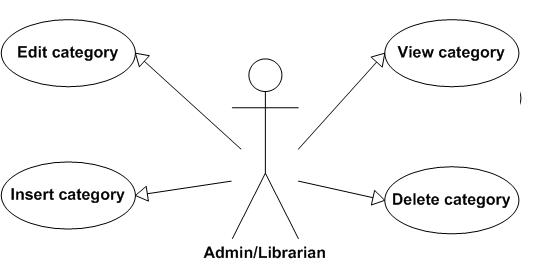 Edit category
View category
Insert category
Delete category
Admin/Librarian